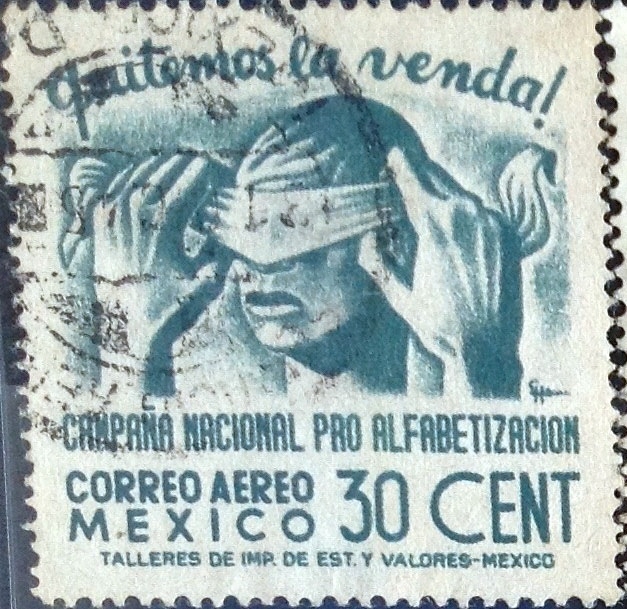 Quitemos la venda!
CAMPAÑA NACIONAL PRO ALFABETIZACION
CORREO AEREO
MEXICO 30 CENT
TALLERES DE IMP. DE EST. Y VALORES-MEXICO